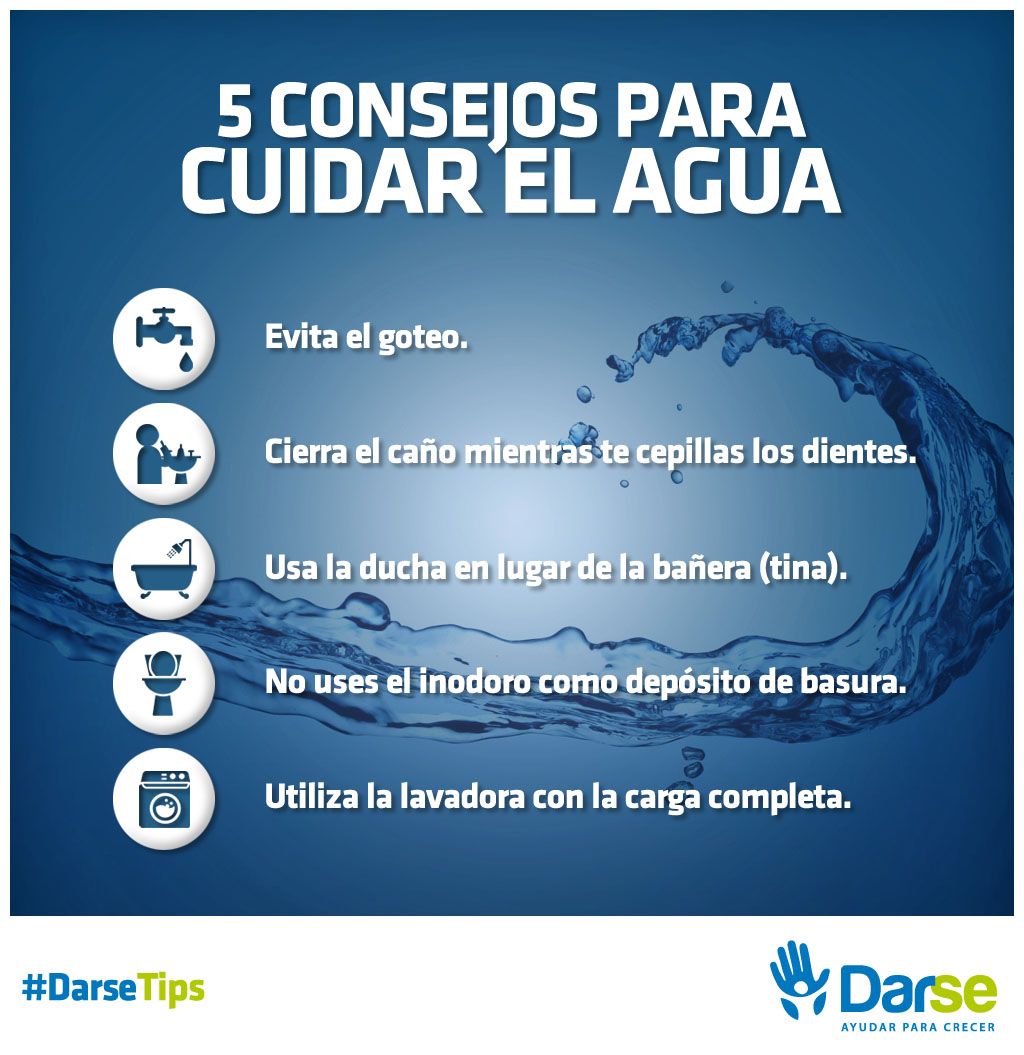 5 CONSEJOS PARA
CUIDAR EL AGUA
Evita el goteo.
Cierra el caño mientras te cepillas los dientes.
Usa la ducha en lugar de la bañera (tina).
No uses el inodoro como depósito de basura.
Utiliza la lavadora con la carga completa.
#DarseTips
Darse
AYUDAR PARA CRECER